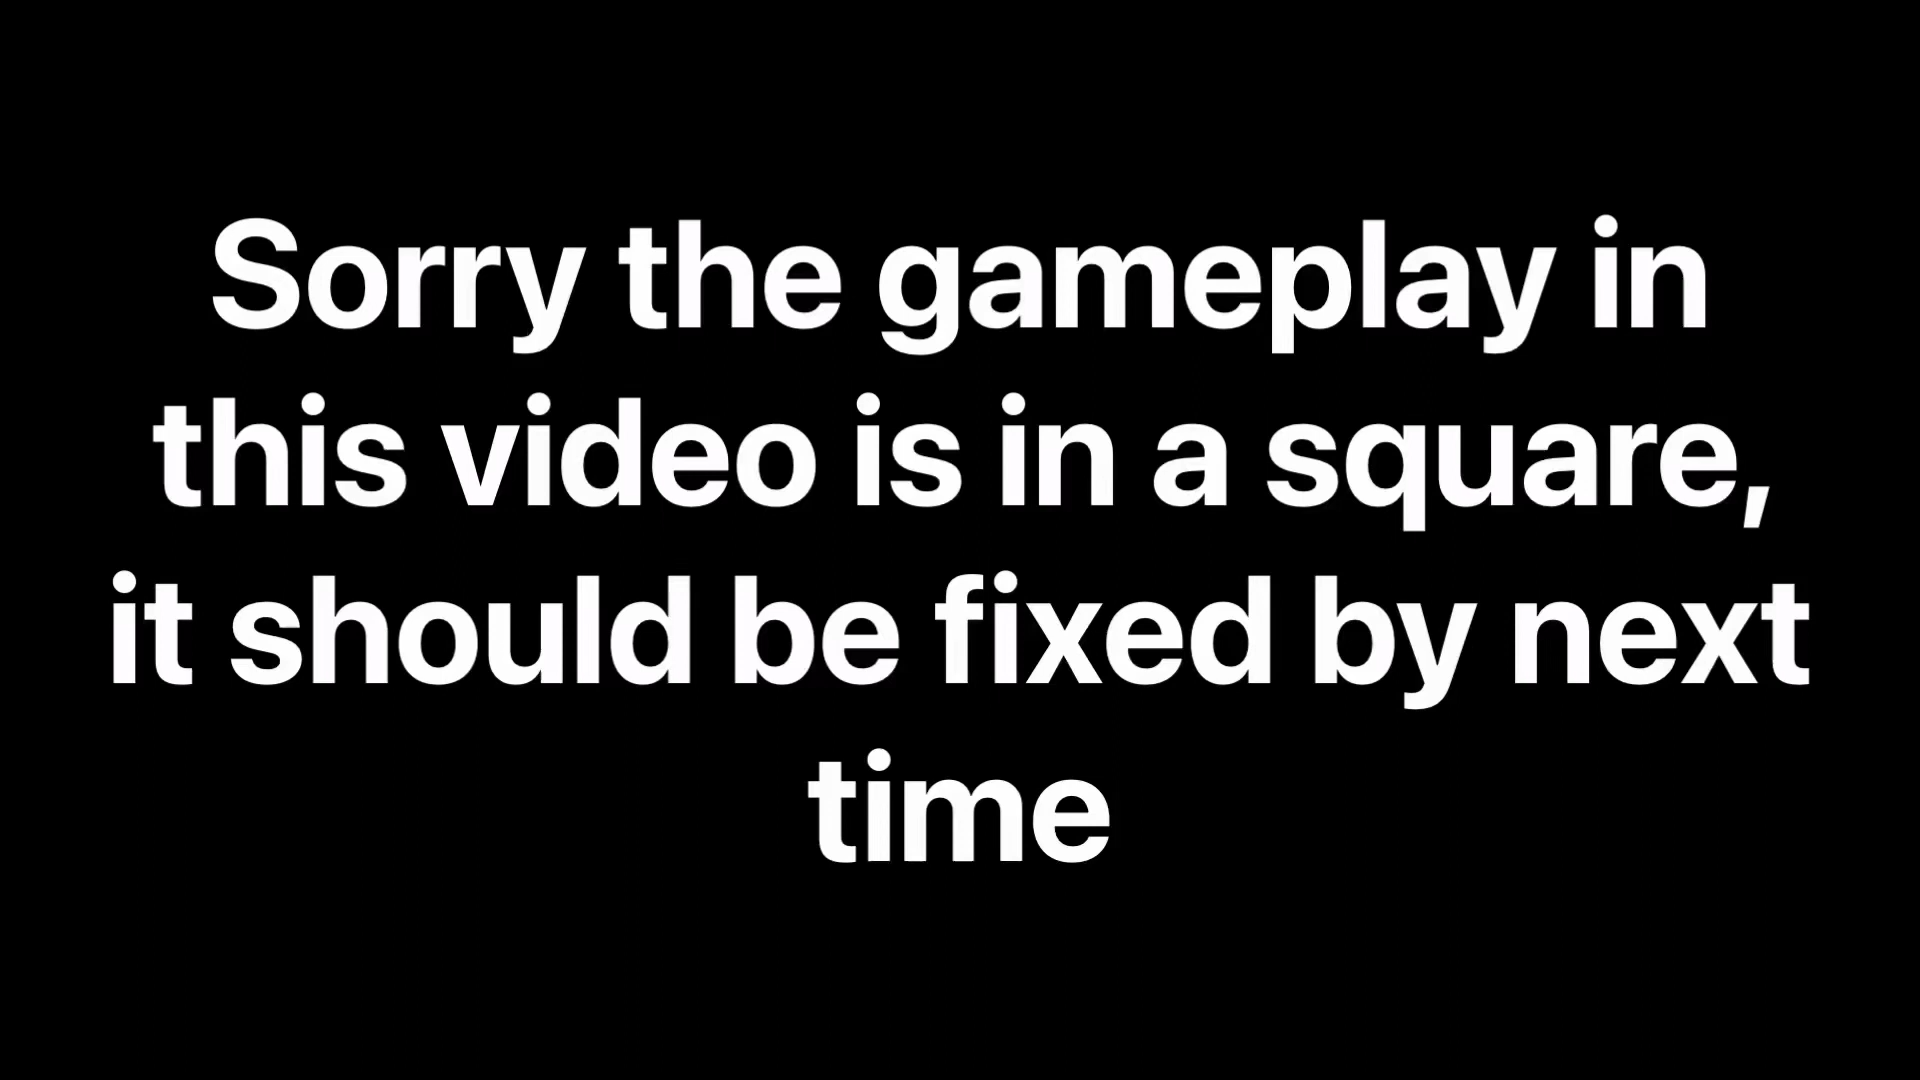 Sorry the gameplay in
this video is in a square,
it should be fixed by next
time